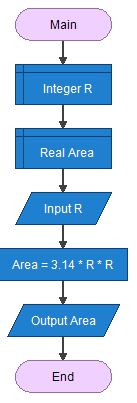 Main
Integer R
Real Area
Input R
Area = 3.14 * R * R
Output Area
End